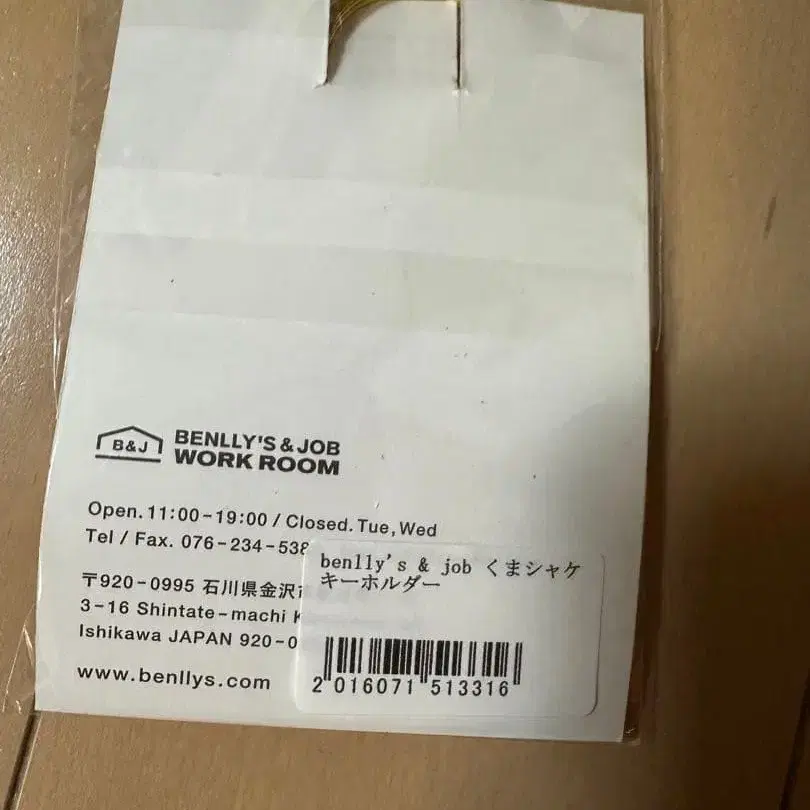 B&J
BENLLY'S & JOB
WORK ROOM
Open. 11:00-19:00 / Closed. Tue, Wed
Tel / Fax. 076-234-538
〒920-0995 石川県金沢市
3-16 Shintate-machi K
Ishikawa JAPAN 920-0
www.benllys.com
benlly's & job くまシャケ
キーホルダー
2 016071 513316